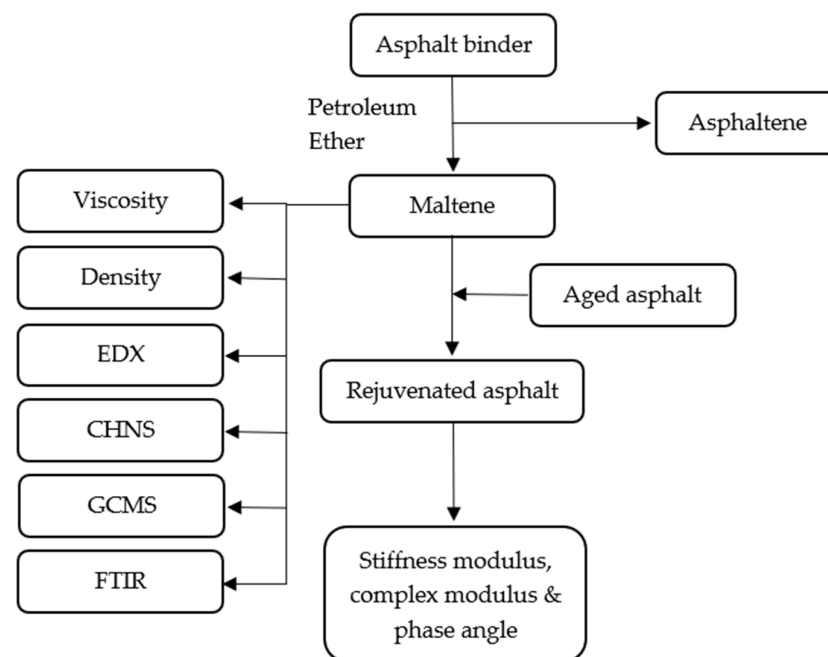 Asphalt binder
Petroleum
Ether
Asphaltene
Viscosity
Maltene
Density
Aged asphalt
EDX
Rejuvenated asphalt
CHNS
GCMS
FTIR
Stiffness modulus,
complex modulus &
phase angle